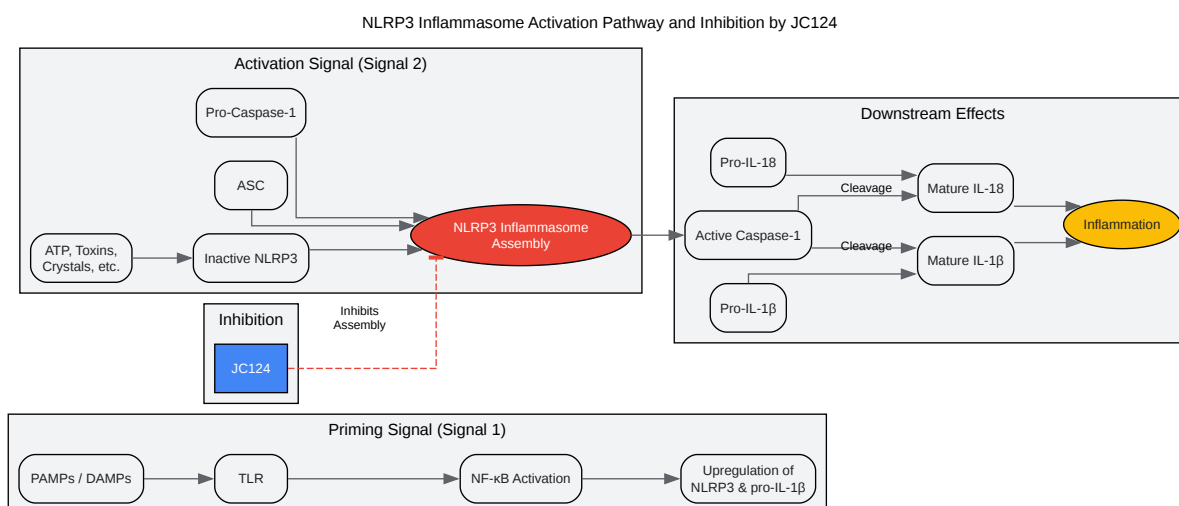 NLRP3 Inflammasome Activation Pathway and Inhibition by JC124
Activation Signal (Signal 2)
Pro-Caspase-1
ASC
ATP, Toxins,
Crystals, etc.
Inactive NLRP3
NLRP3 Inflammasome
Assembly
Downstream Effects
Pro-IL-18
Cleavage
Mature IL-18
Active Caspase-1
Inflammation
Cleavage
Mature IL-1β
Pro-IL-1β
Inhibition
JC124
Inhibits
Assembly
Priming Signal (Signal 1)
PAMPs / DAMPs
TLR
NF-κB Activation
Upregulation of
NLRP3 & pro-IL-1β